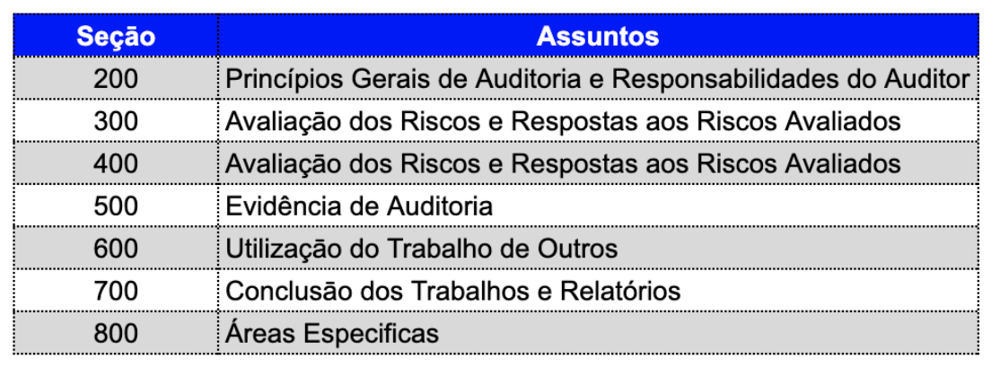 Seção Assuntos
200 Princípios Gerais de Auditoria e Responsabilidades do Auditor
300 Avaliação dos Riscos e Respostas aos Riscos Avaliados
400 Avaliação dos Riscos e Respostas aos Riscos Avaliados
500 Evidência de Auditoria
600 Utilização do Trabalho de Outros
700 Conclusão dos Trabalhos e Relatórios
800 Áreas Especificas